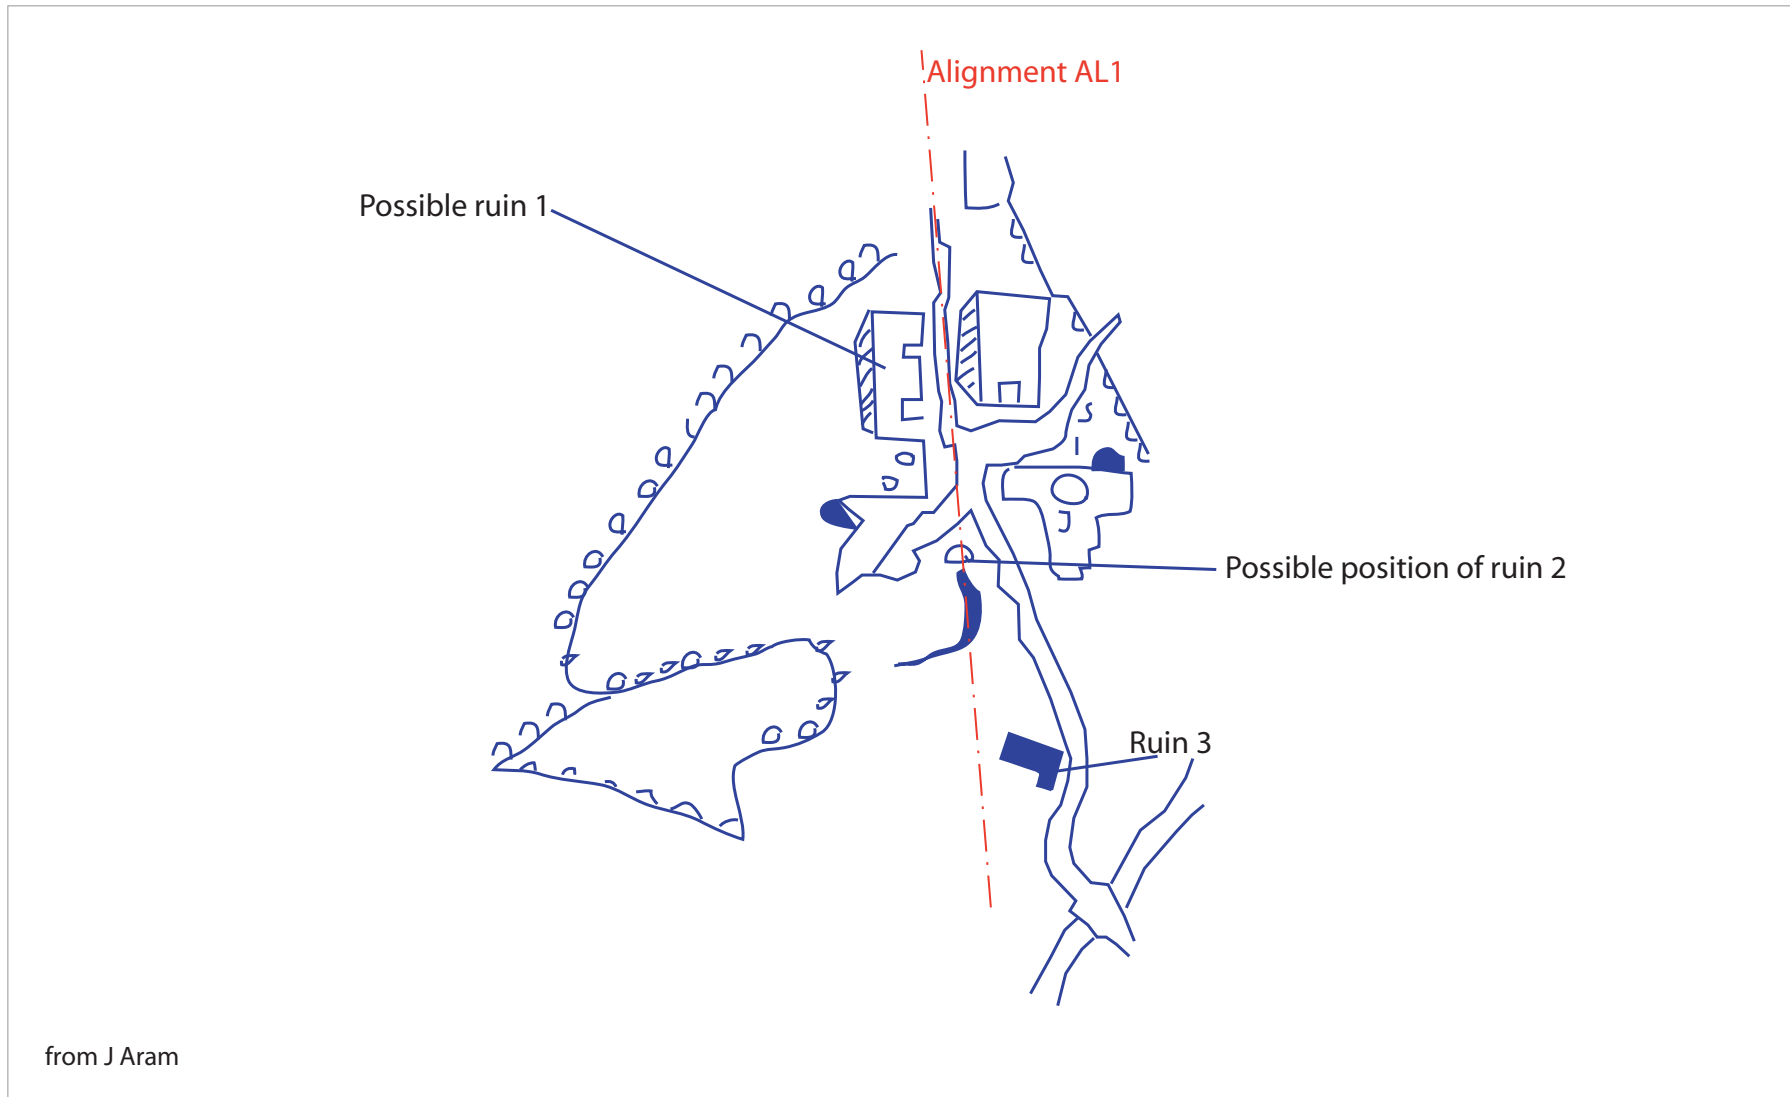 Alignment AL1
Possible ruin 1
Possible position of ruin 2
Ruin 3
from J Aram